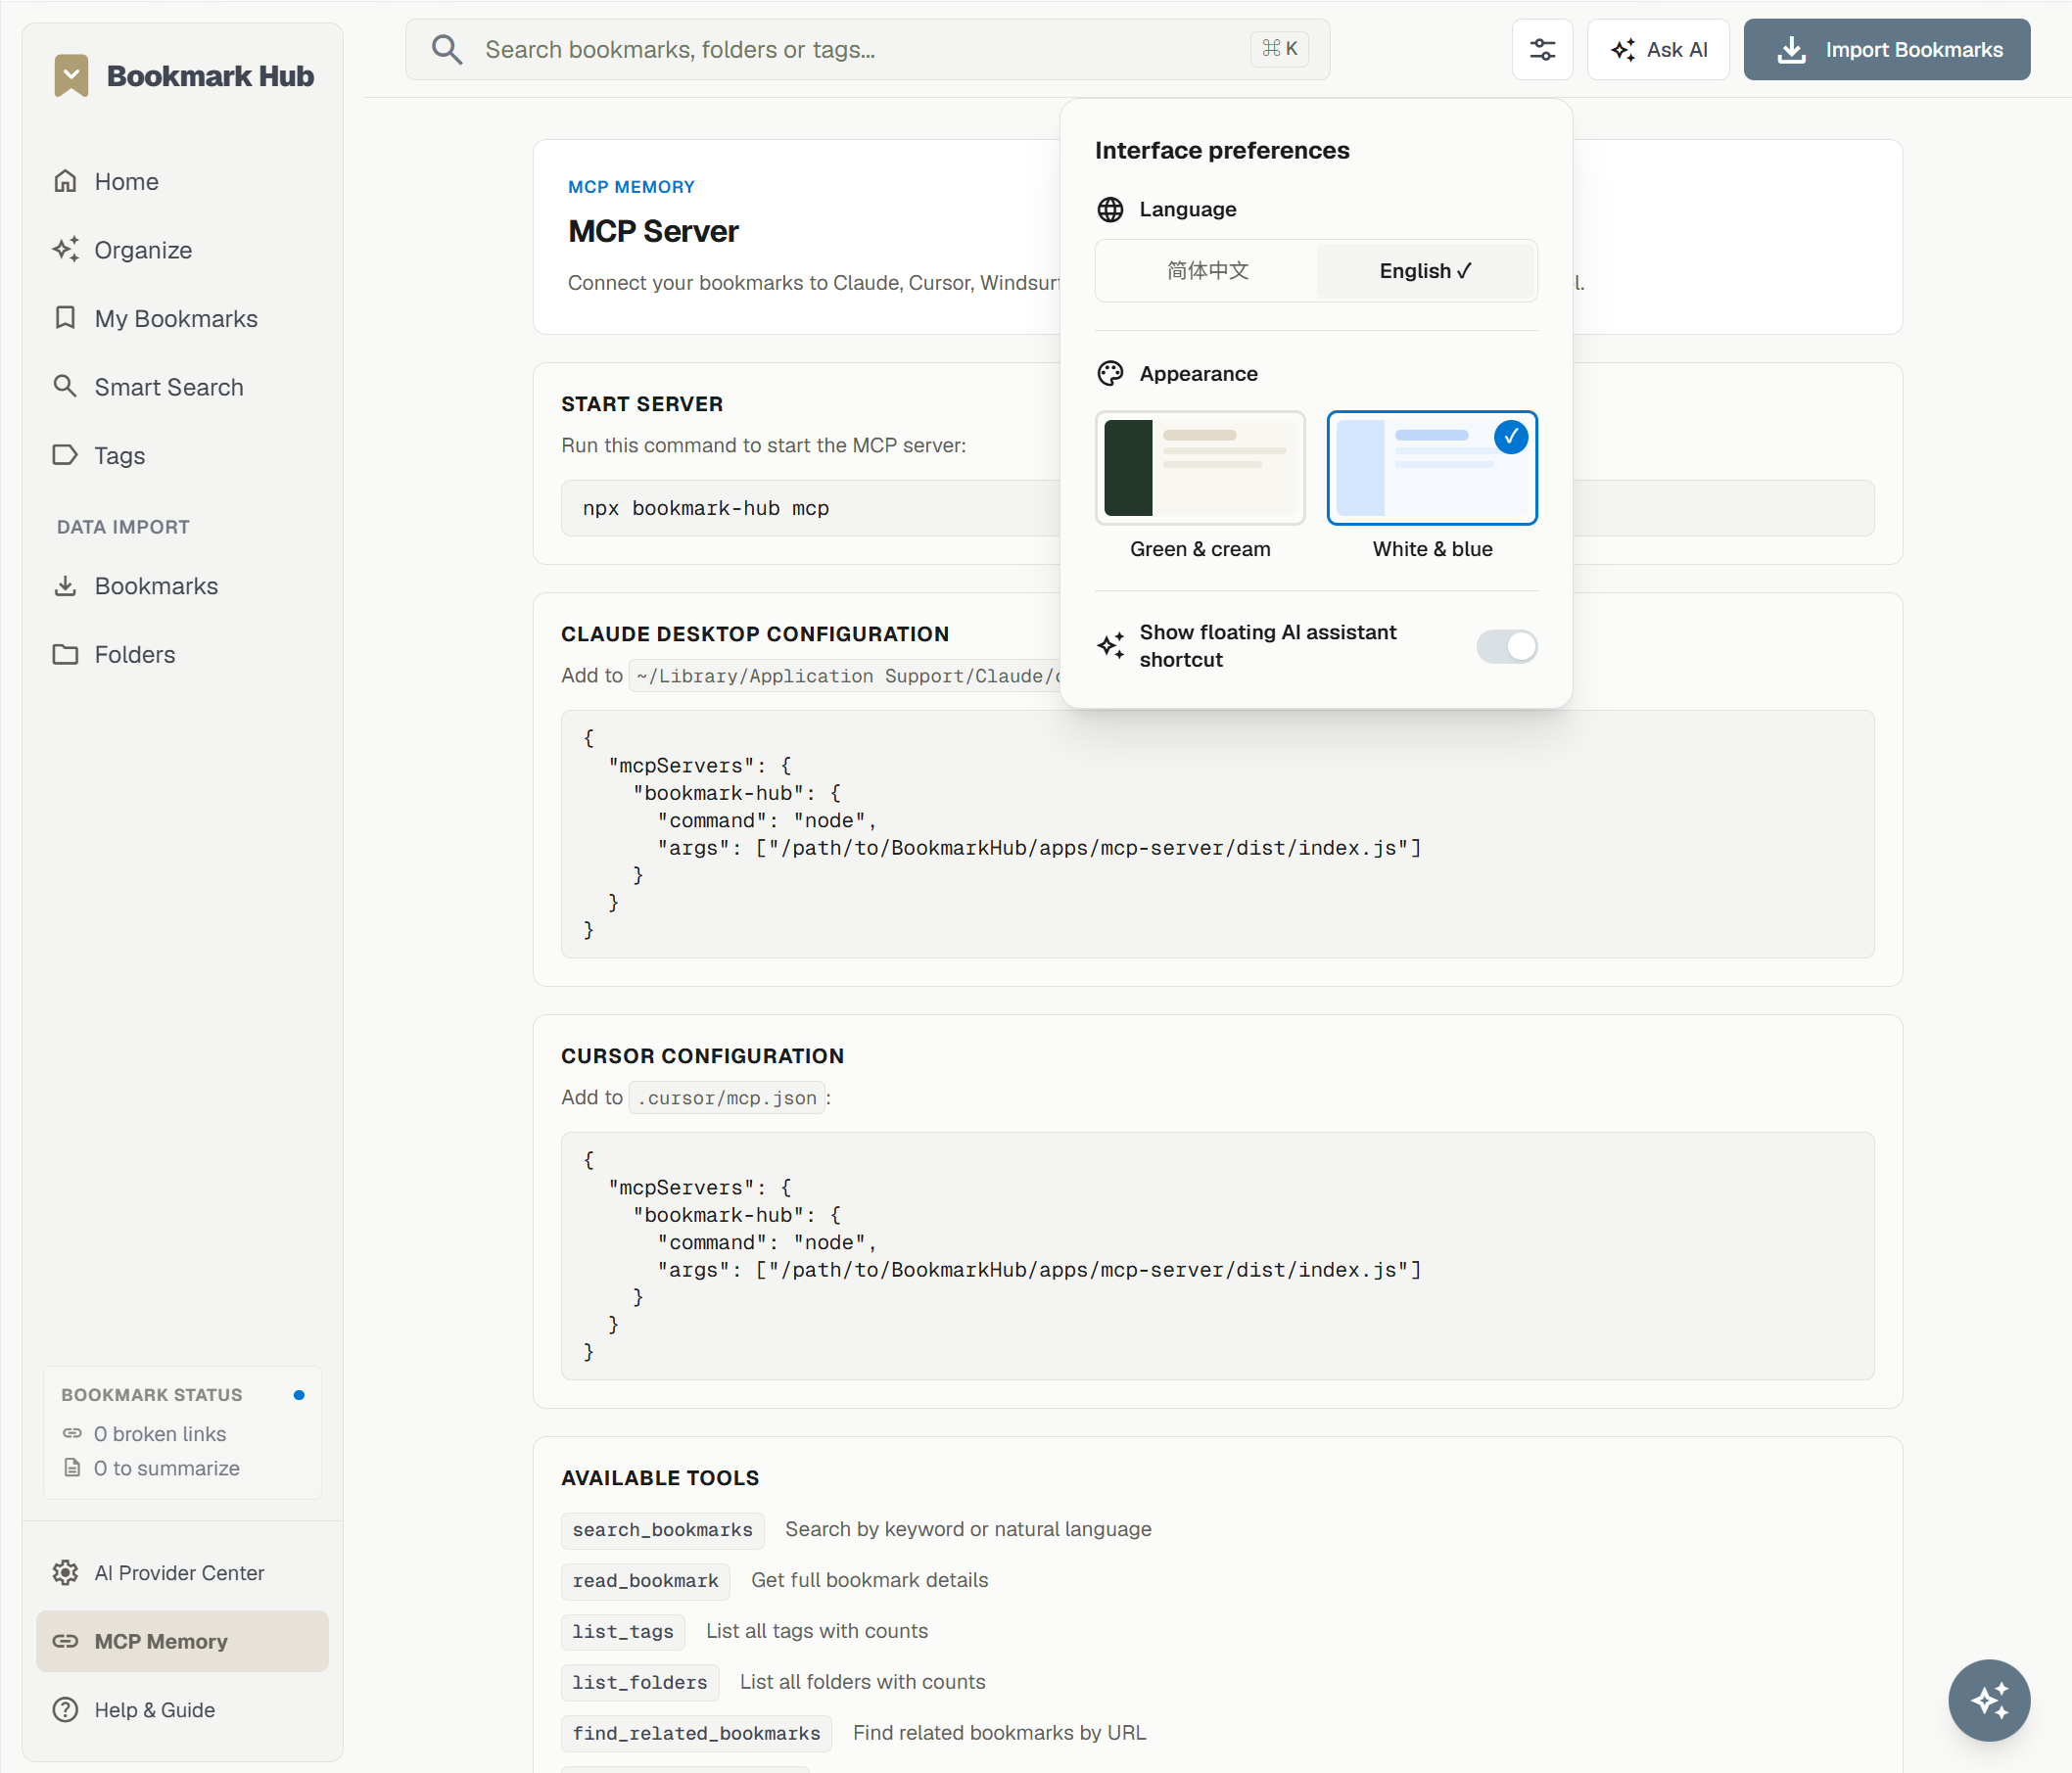 Bookmark Hub
Home
Organize
My Bookmarks
Smart Search
Tags
DATA IMPORT
Bookmarks
Folders
BOOKMARK STATUS
0 broken links
0 to summarize
AI Provider Center
MCP Memory
Help & Guide
Search bookmarks, folders or tags...
⌘ K
Ask AI
Import Bookmarks
MCP MEMORY
MCP Server
Connect your bookmarks to Claude, Cursor, Windsurf
START SERVER
Run this command to start the MCP server:
npx bookmark-hub mcp
CLAUDE DESKTOP CONFIGURATION
Add to ~/Library/Application Support/Claude/
{
  "mcpServers": {
    "bookmark-hub": {
      "command": "node",
      "args": ["/path/to/BookmarkHub/apps/mcp-server/dist/index.js"]
    }
  }
}
CURSOR CONFIGURATION
Add to .cursor/mcp.json:
{
  "mcpServers": {
    "bookmark-hub": {
      "command": "node",
      "args": ["/path/to/BookmarkHub/apps/mcp-server/dist/index.js"]
    }
  }
}
AVAILABLE TOOLS
search_bookmarks Search by keyword or natural language
read_bookmark Get full bookmark details
list_tags List all tags with counts
list_folders List all folders with counts
find_related_bookmarks Find related bookmarks by URL
Interface preferences
Language
简体中文 English ✓
Appearance
Green & cream White & blue
Show floating AI assistant
shortcut